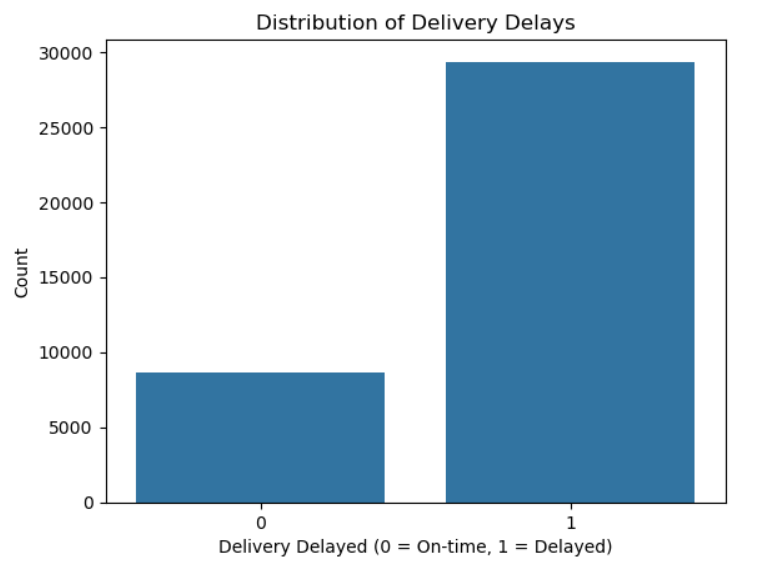 Distribution of Delivery Delays
30000
25000
20000
15000
10000
5000
0
Count
0 1
Delivery Delayed (0 = On-time, 1 = Delayed)